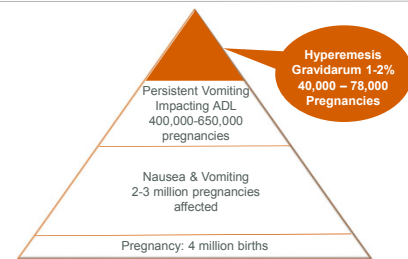 Hyperemesis
Gravidarum 1-2%
40,000 – 78,000
Pregnancies
Persistent Vomiting
Impacting ADL
400,000-650,000
pregnancies
Nausea & Vomiting
2-3 million pregnancies
affected
Pregnancy: 4 million births